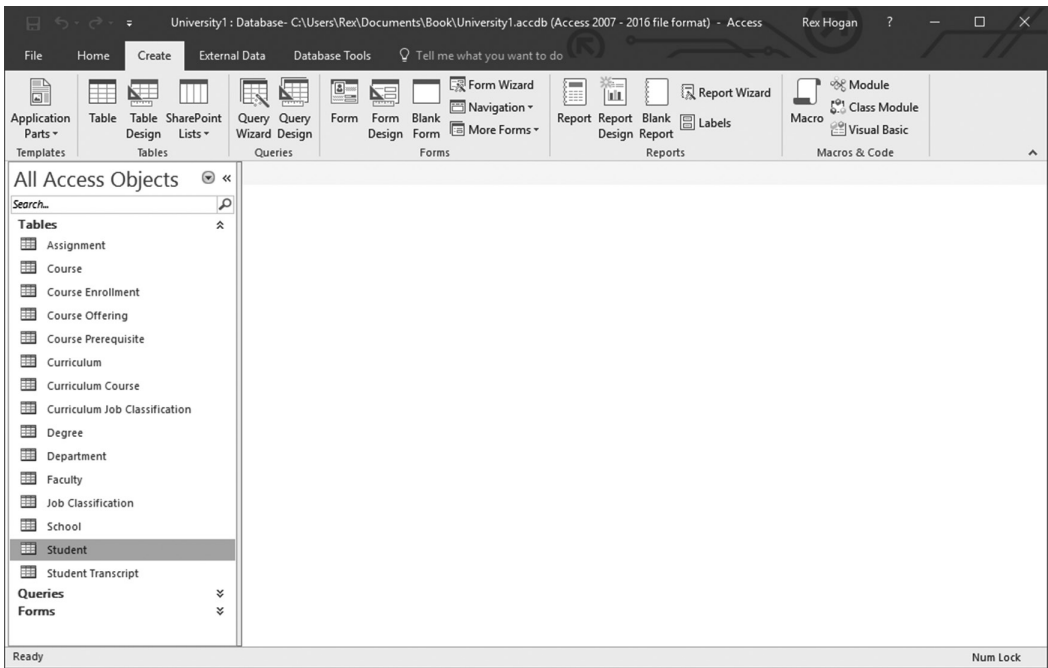 University1 : Database- C:\Users\Rex\Documents\Book\University1.accdb (Access 2007 - 2016 file format) - Access
Rex Hogan
?
File
Home
Create
External Data
Database Tools
Tell me what you want to do
Application
Parts
Table
Table
Design
SharePoint
Lists
Query
Wizard
Query
Design
Form
Form
Design
Blank
Form
Form Wizard
Navigation
More Forms
Report
Report
Design
Blank
Report
Report Wizard
Labels
Macro
Module
Class Module
Visual Basic
Templates
Tables
Queries
Forms
Reports
Macros & Code
All Access Objects
Search...
Tables
Assignment
Course
Course Enrollment
Course Offering
Course Prerequisite
Curriculum
Curriculum Course
Curriculum Job Classification
Degree
Department
Faculty
Job Classification
School
Student
Student Transcript
Queries
Forms
Ready
Num Lock